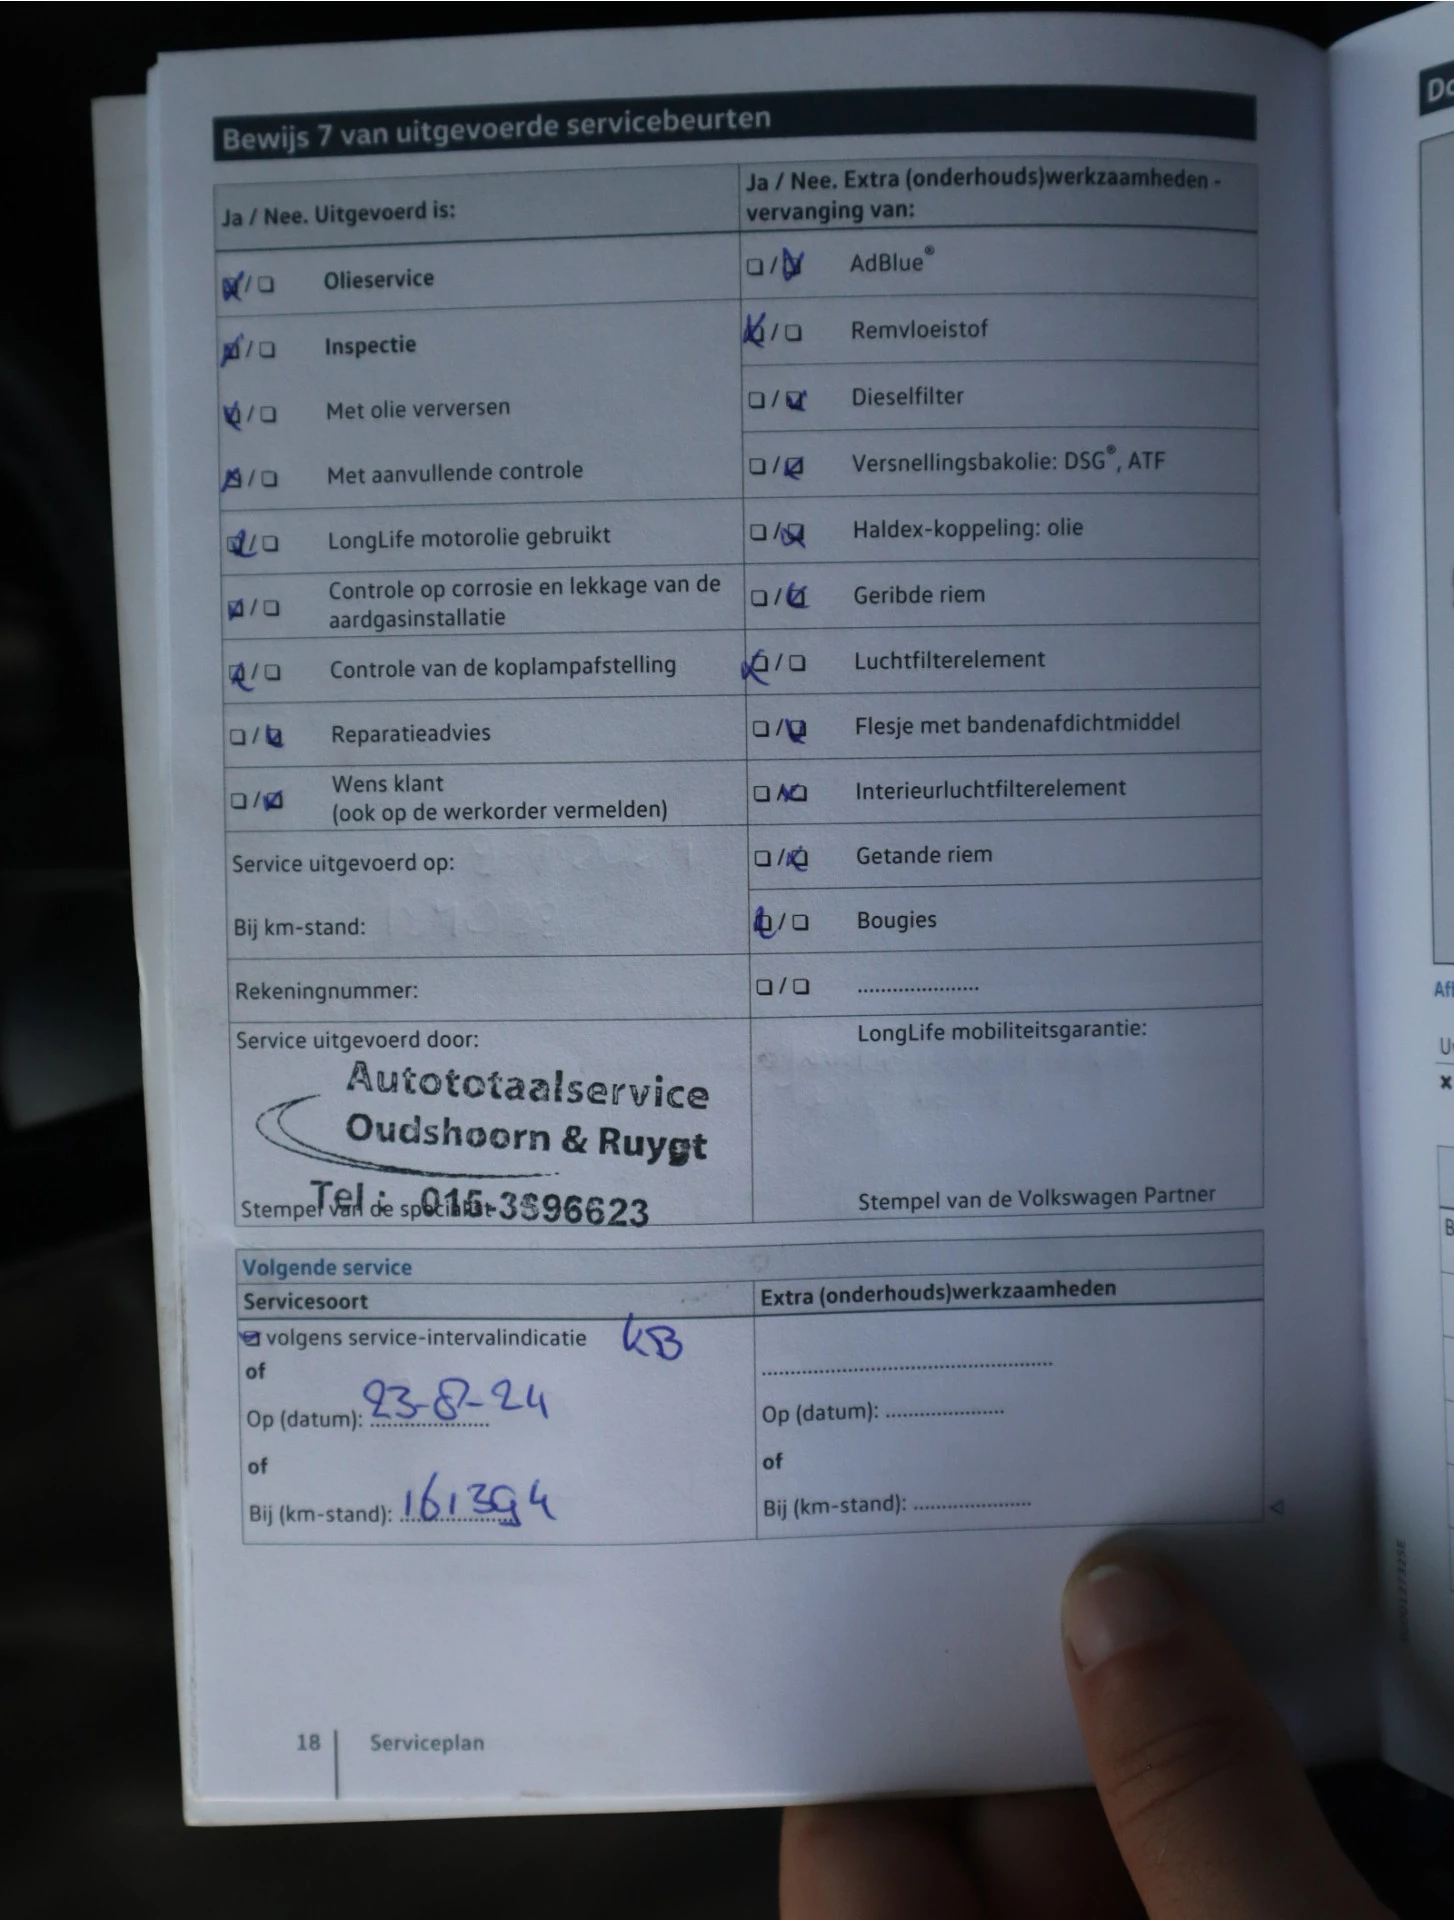 Bewijs 7 van uitgevoerde servicebeurten
Ja / Nee. Uitgevoerd is:
Olieservice
Inspectie
Met olie verversen
Met aanvullende controle
LongLife motorolie gebruikt
Controle op corrosie en lekkage van de
aardgasinstallatie
Controle van de koplampafstelling
Reparatieadvies
Wens klant
(ook op de werkorder vermelden)
Service uitgevoerd op:
Bij km-stand:
Rekeningnummer:
Service uitgevoerd door:
Autototaalservice
Oudshoorn & Ruygt
Tel : 015-3696623
Stempel van de specialist
Ja / Nee. Extra (onderhouds)werkzaamheden -
vervanging van:
AdBlue®
Remvloeistof
Dieselfilter
Versnellingsbakolie: DSG®, ATF
Haldex-koppeling: olie
Geribde riem
Luchtfilterelement
Flesje met bandenafdichtmiddel
Interieurluchtfilterelement
Getande riem
Bougies
....................
LongLife mobiliteitsgarantie:
Stempel van de Volkswagen Partner
Volgende service
Servicesoort
volgens service-intervalindicatie KB
of
Op (datum): 23-8-24
of
Bij (km-stand): 161394
Extra (onderhouds)werkzaamheden
....................
Op (datum): ....................
of
Bij (km-stand): ....................
18 Serviceplan
Do